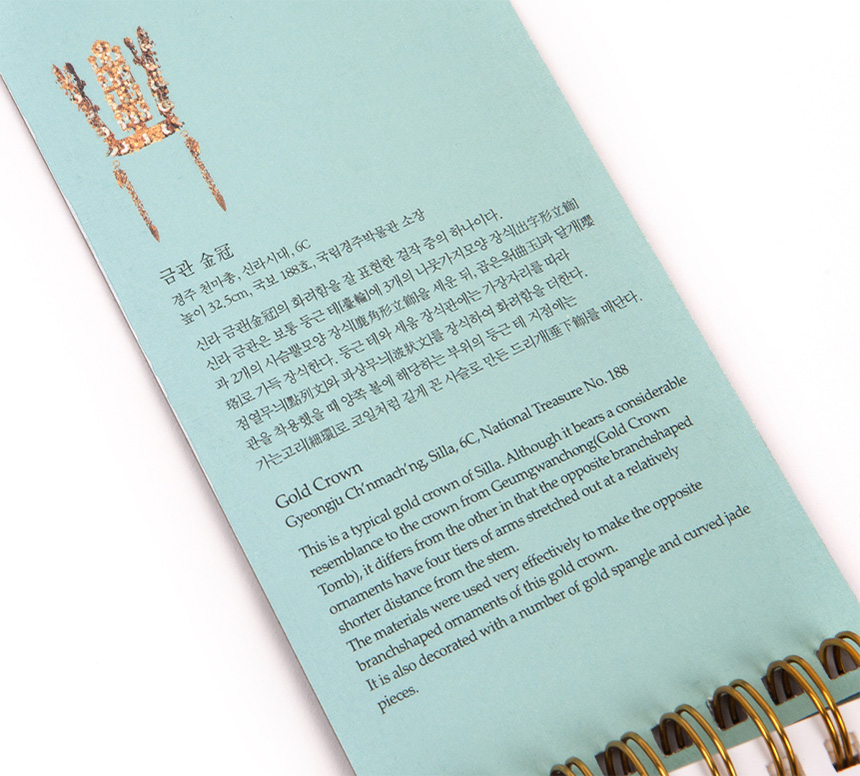 금관 金冠
경주 천마총, 신라시대, 6C
높이 32.5cm, 국보 188호, 국립경주박물관 소장
신라 금관[金冠]의 화려함을 잘 표현한 걸작 중의 하나이다.
신라 금관은 보통 둥근 테[臺輪]에 3개의 나뭇가지모양 장식[出字形立飾]
과 2개의 사슴뿔모양 장식[鹿角形立飾]을 세운 뒤, 굽은옥[曲玉]과 달개[瓔
珞]로 가득 장식한다. 둥근 테와 세움 장식판에는 가장자리를 따라
점열무늬[點列文]와 파상무늬[波狀文]를 장식하여 화려함을 더한다.
관을 착용했을 때 양쪽 볼에 해당하는 부위의 둥근 테 지점에는
가는고리[細環]로 코일처럼 길게 꼰 사슬로 만든 드리개[垂下飾]를 매단다.
Gold Crown
Gyeongju Ch'nmach'ng, Silla, 6C, National Treasure No. 188
This is a typical gold crown of Silla. Although it bears a considerable
resemblance to the crown from Geumgwanchong(Gold Crown
Tomb), it differs from the other in that the opposite branchshaped
ornaments have four tiers of arms stretched out at a relatively
shorter distance from the stem.
The materials were used very effectively to make the opposite
branchshaped ornaments of this gold crown.
It is also decorated with a number of gold spangle and curved jade
pieces.